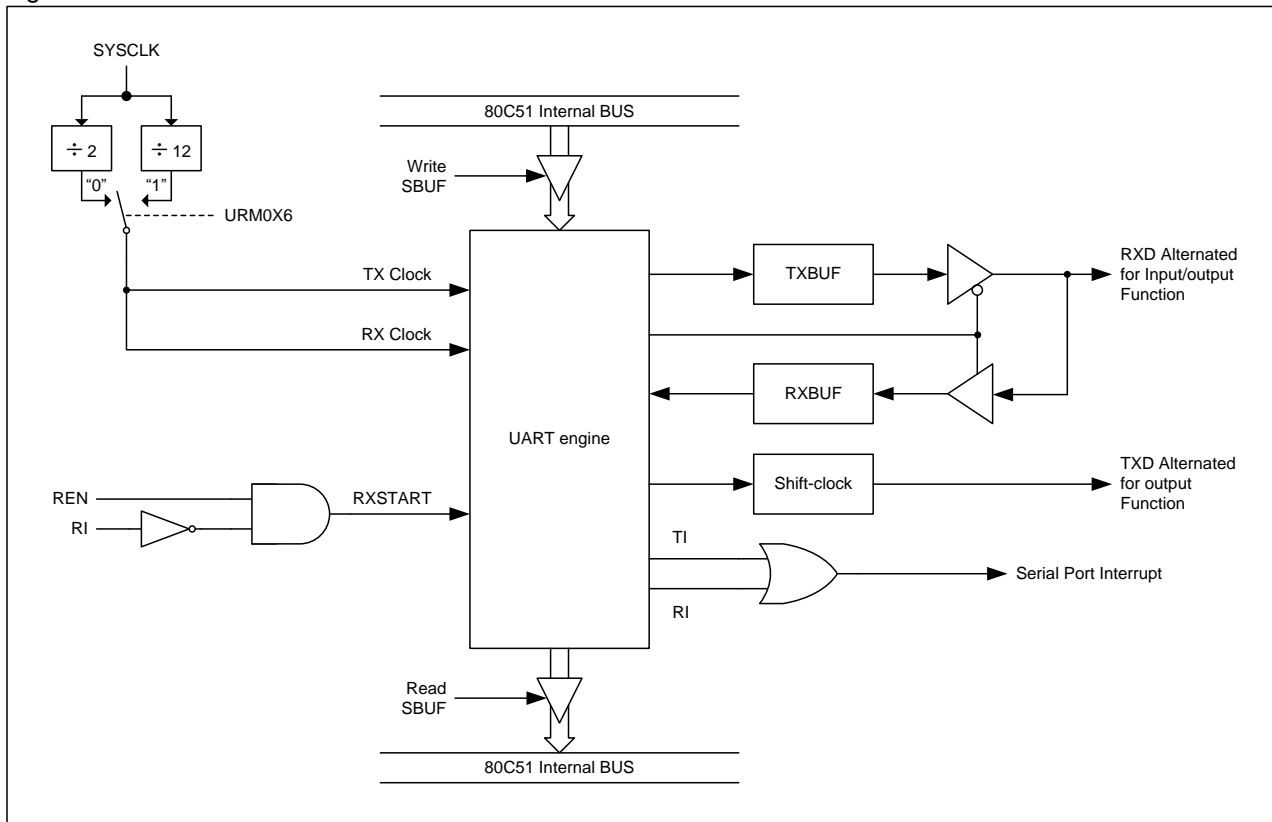 SYSCLK
÷ 2
÷ 12
“0”
“1”
URM0X6
80C51 Internal BUS
Write
SBUF
TX Clock
RX Clock
TXBUF
RXD Alternated
for Input/output
Function
RXBUF
UART engine
Shift-clock
TXD Alternated
for output
Function
REN
RI
RXSTART
TI
RI
Serial Port Interrupt
Read
SBUF
80C51 Internal BUS